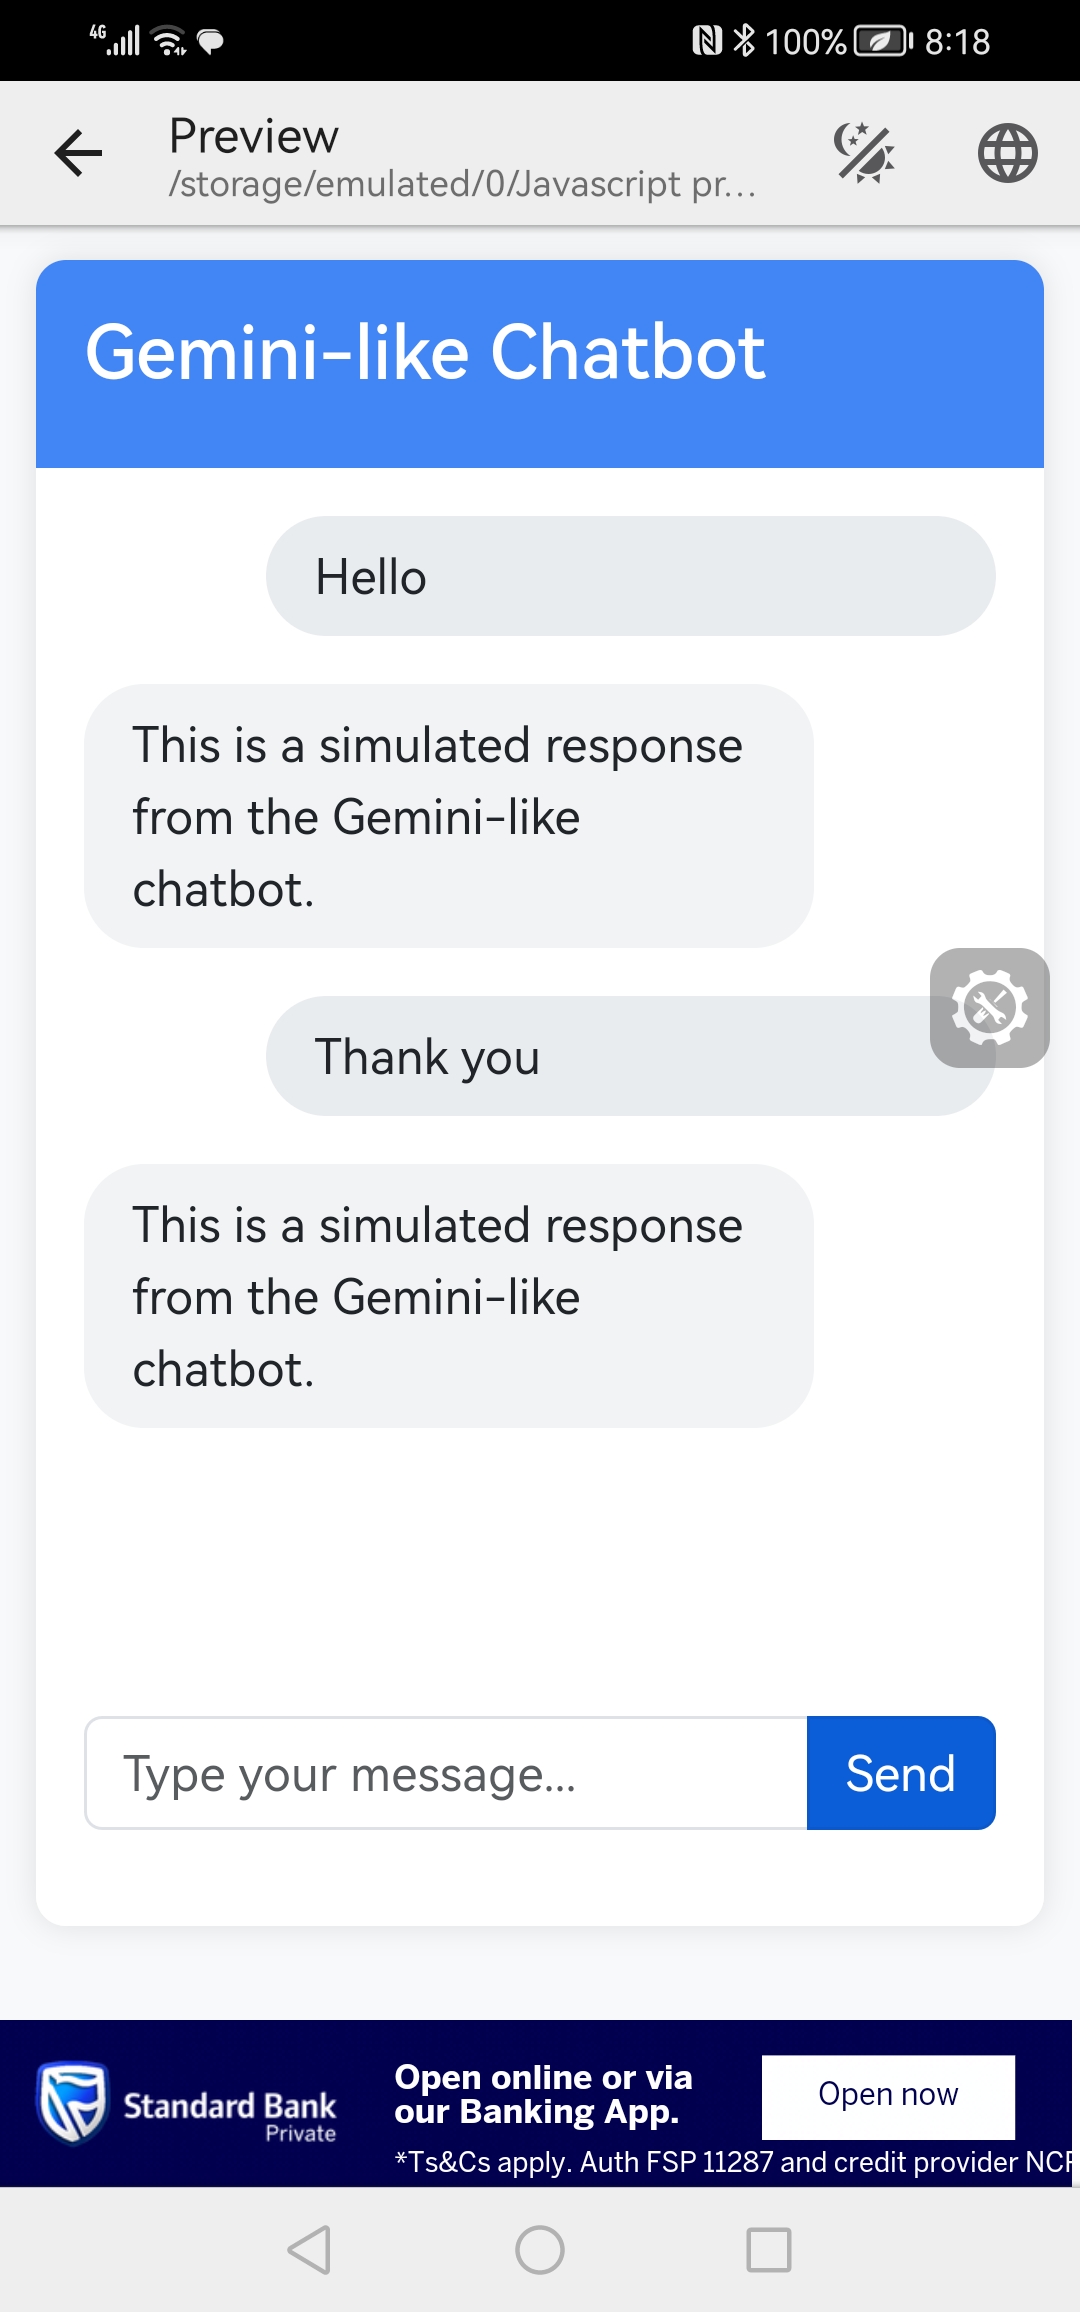 4G 100% 8:18
Preview
/storage/emulated/0/Javascript pr...
Gemini-like Chatbot
Hello
This is a simulated response
from the Gemini-like
chatbot.
Thank you
This is a simulated response
from the Gemini-like
chatbot.
Type your message...
Send
Standard Bank
Private
Open online or via
our Banking App.
Open now
*Ts&Cs apply. Auth FSP 11287 and credit provider